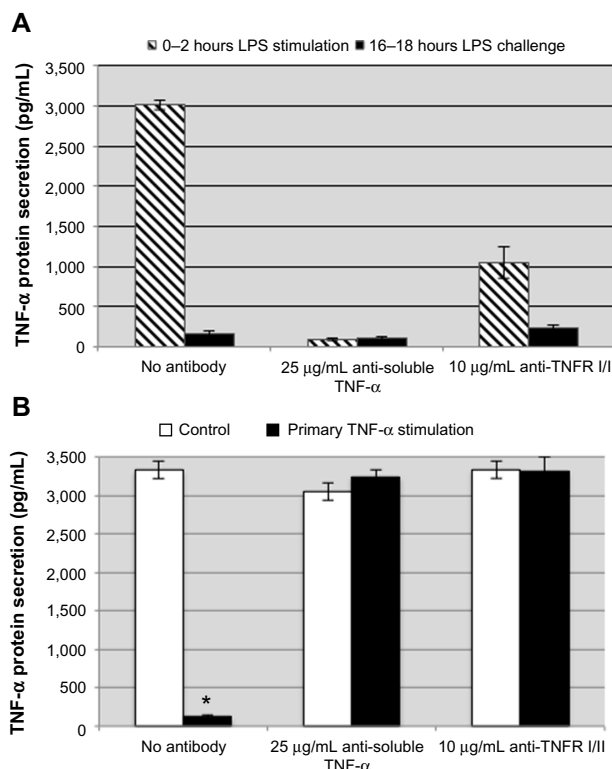 A
0–2 hours LPS stimulation 16–18 hours LPS challenge
TNF-α protein secretion (pg/mL)
3,500
3,000
2,500
2,000
1,500
1,000
500
0
No antibody
25 µg/mL anti-soluble
TNF-α
10 µg/mL anti-TNFR I/II
B
Control Primary TNF-α stimulation
TNF-α protein secretion (pg/mL)
3,500
3,000
2,500
2,000
1,500
1,000
500
0
*
No antibody
25 µg/mL anti-soluble
TNF-α
10 µg/mL anti-TNFR I/II